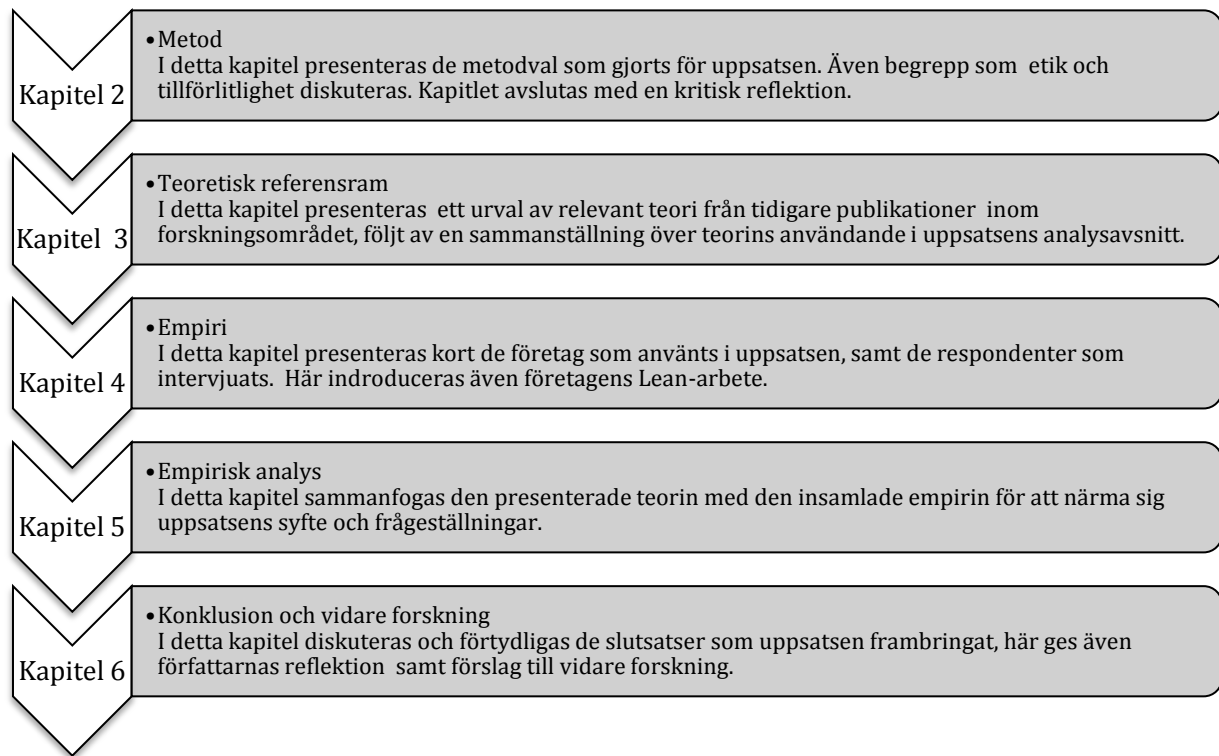 Kapitel 2
•Metod
I detta kapitel presenteras de metodval som gjorts för uppsatsen. Även begrepp som etik och
tillförlitlighet diskuteras. Kapitlet avslutas med en kritisk reflektion.
Kapitel 3
•Teoretisk referensram
I detta kapitel presenteras ett urval av relevant teori från tidigare publikationer inom
forskningsområdet, följt av en sammanställning över teorins användande i uppsatsens analysavsnitt.
Kapitel 4
•Empiri
I detta kapitel presenteras kort de företag som använts i uppsatsen, samt de respondenter som
intervjuats. Här indroduceras även företagens Lean-arbete.
Kapitel 5
•Empirisk analys
I detta kapitel sammanfogas den presenterade teorin med den insamlade empirin för att närma sig
uppsatsens syfte och frågeställningar.
Kapitel 6
•Konklusion och vidare forskning
I detta kapitel diskuteras och förtydligas de slutsatser som uppsatsen frambringat, här ges även
författarnas reflektion samt förslag till vidare forskning.